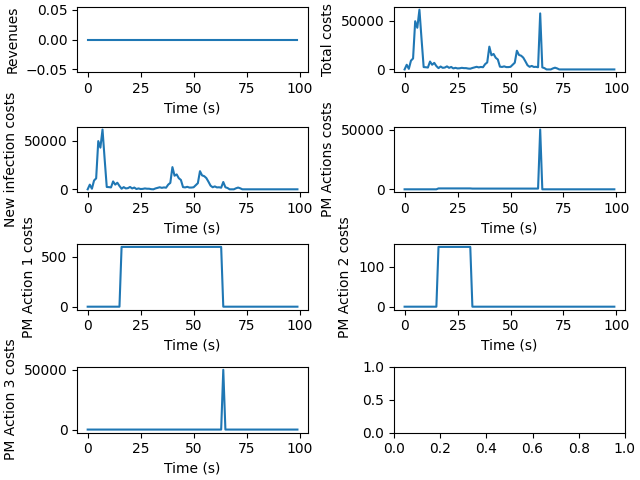 Revenues
0.05
0.00
−0.05
0 25 50 75 100
Time (s)
Total costs
50000
0
0 25 50 75 100
Time (s)
New infection costs
50000
0
0 25 50 75 100
Time (s)
PM Actions costs
50000
0
0 25 50 75 100
Time (s)
PM Action 1 costs
500
0
0 25 50 75 100
Time (s)
PM Action 2 costs
100
0
0 25 50 75 100
Time (s)
PM Action 3 costs
50000
0
0 25 50 75 100
Time (s)
1.0
0.5
0.0
0.0 0.2 0.4 0.6 0.8 1.0